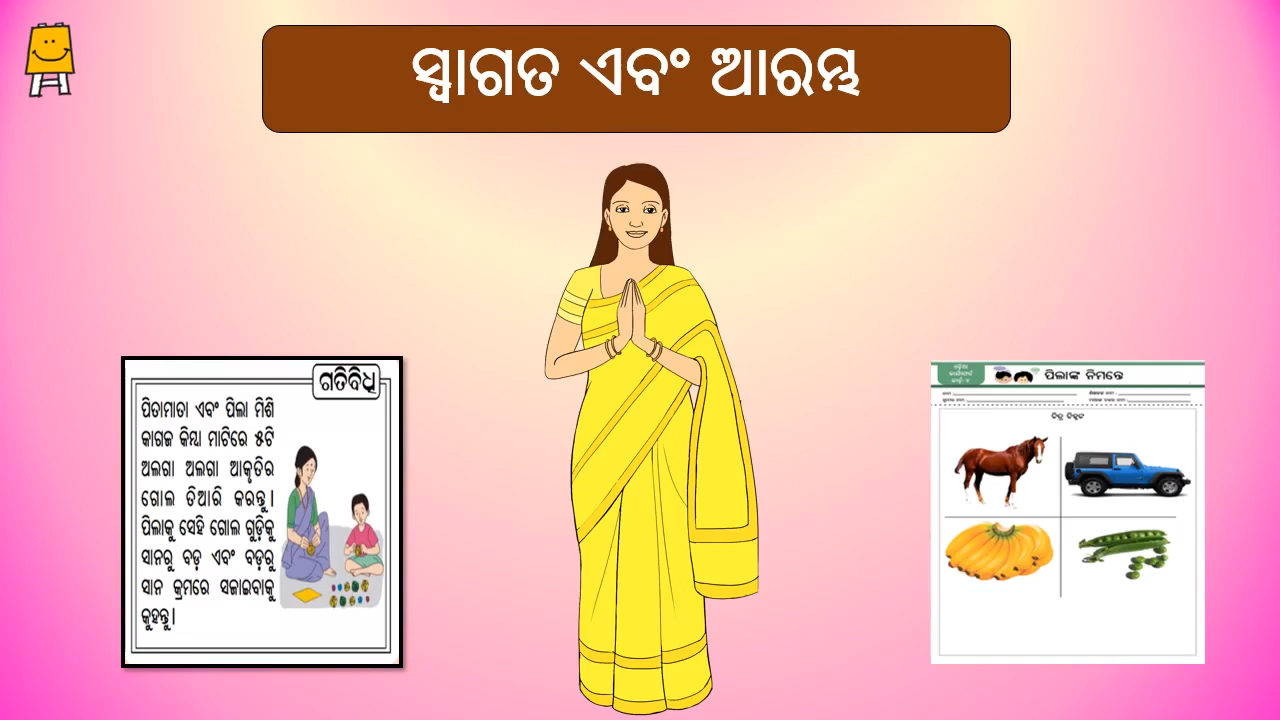 ସ୍ୱାଗତ ଏବଂ ଆରମ୍ଭ
ଗତିବିଧି
ପିତାମାତା ଏବଂ ପିଲା ମିଶି
କାଗଜ କିମ୍ବା ମାଟିରେ ୫ଟି
ଅଲଗା ଅଲଗା ଆକୃତିର
ଗୋଲ ତିଆରି କରନ୍ତୁ।
ପିଲାକୁ ସେହି ଗୋଲ ଗୁଡ଼ିକୁ
ସାନରୁ ବଡ଼ ଏବଂ ବଡ଼ରୁ
ସାନ କ୍ରମରେ ସଜାଇବାକୁ
କୁହନ୍ତୁ।
ପିଲାଙ୍କ ନିମନ୍ତେ